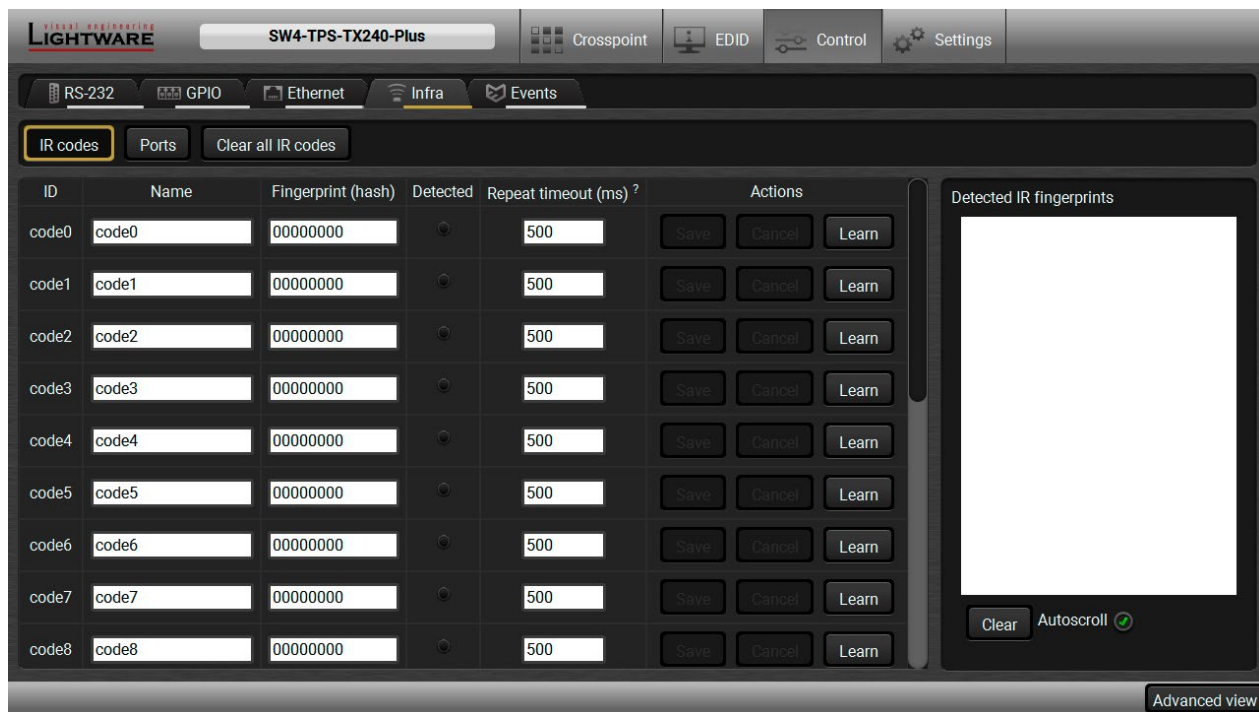 visual engineering
LIGHTWARE
SW4-TPS-TX240-Plus
Crosspoint
EDID
Control
Settings
RS-232
GPIO
Ethernet
Infra
Events
IR codes
Ports
Clear all IR codes
ID Name Fingerprint (hash) Detected Repeat timeout (ms) ? Actions
code0 code0 00000000 500 Save Cancel Learn
code1 code1 00000000 500 Save Cancel Learn
code2 code2 00000000 500 Save Cancel Learn
code3 code3 00000000 500 Save Cancel Learn
code4 code4 00000000 500 Save Cancel Learn
code5 code5 00000000 500 Save Cancel Learn
code6 code6 00000000 500 Save Cancel Learn
code7 code7 00000000 500 Save Cancel Learn
code8 code8 00000000 500 Save Cancel Learn
Detected IR fingerprints
Clear
Autoscroll
Advanced view